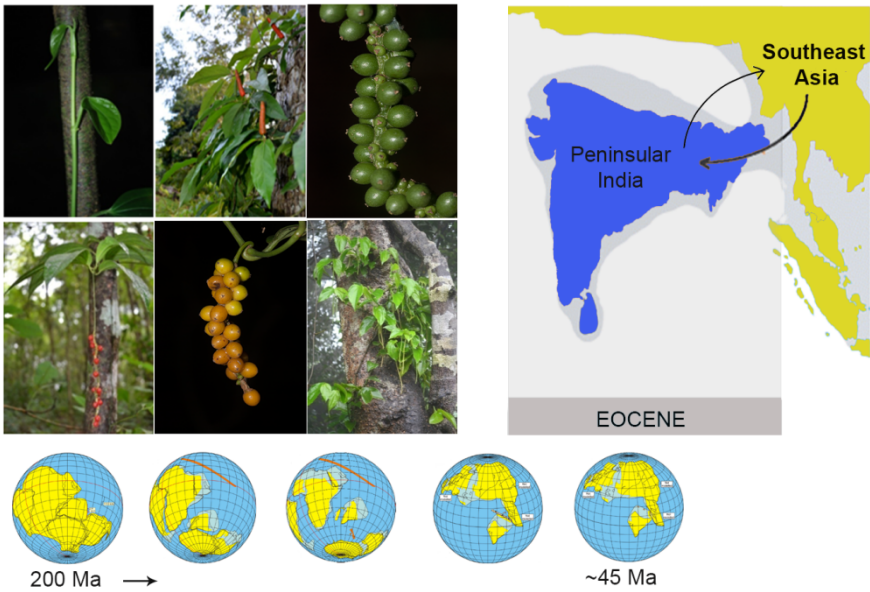 Southeast
Asia
Peninsular
India
EOCENE
200 Ma
~45 Ma